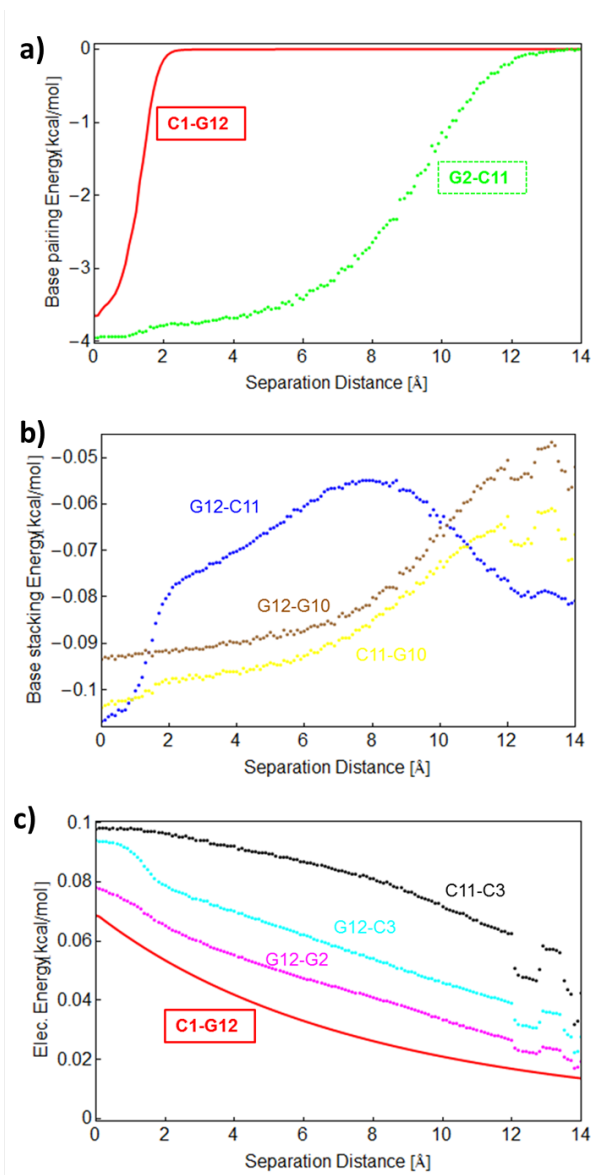 a)
0
−1
−2
−3
−4
C1-G12
G2-C11
Base pairing Energy[kcal/mol]
0 2 4 6 8 10 12 14
Separation Distance [Å]
b)
−0.05
−0.06
−0.07
−0.08
−0.09
−0.1
G12-C11
G12-G10
C11-G10
Base stacking Energy[kcal/mol]
0 2 4 6 8 10 12 14
Separation Distance [Å]
c)
0.1
0.08
0.06
0.04
0.02
0
C11-C3
G12-C3
G12-G2
C1-G12
Elec. Energy[kcal/mol]
0 2 4 6 8 10 12 14
Separation Distance [Å]